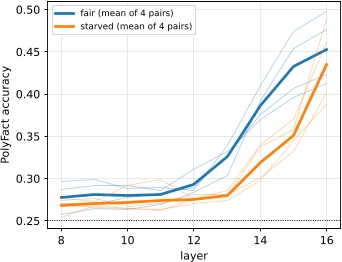 fair (mean of 4 pairs)
starved (mean of 4 pairs)
PolyFact accuracy
0.50
0.45
0.40
0.35
0.30
0.25
8 10 12 14 16
layer